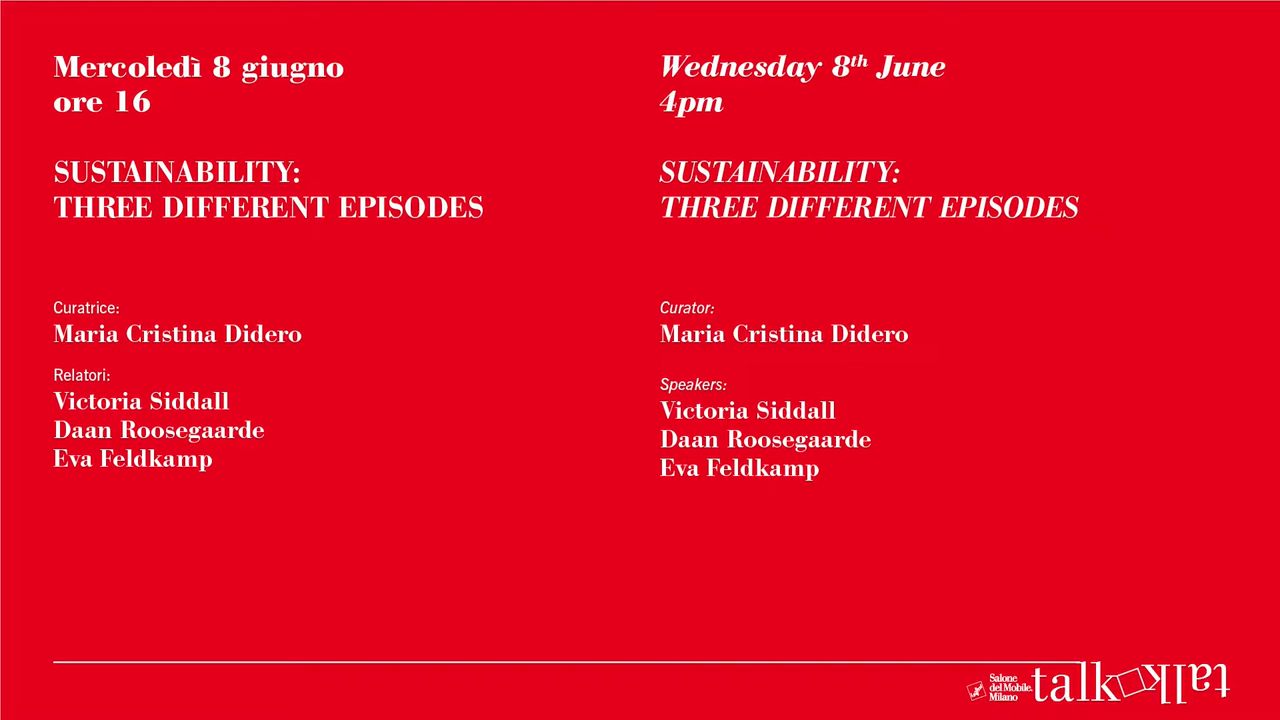 Mercoledì 8 giugno
ore 16
SUSTAINABILITY:
THREE DIFFERENT EPISODES
Curatrice:
Maria Cristina Didero
Relatori:
Victoria Siddall
Daan Roosegaarde
Eva Feldkamp
Wednesday 8th June
4pm
SUSTAINABILITY:
THREE DIFFERENT EPISODES
Curator:
Maria Cristina Didero
Speakers:
Victoria Siddall
Daan Roosegaarde
Eva Feldkamp
Salone
del Mobile.
Milano
talk talk